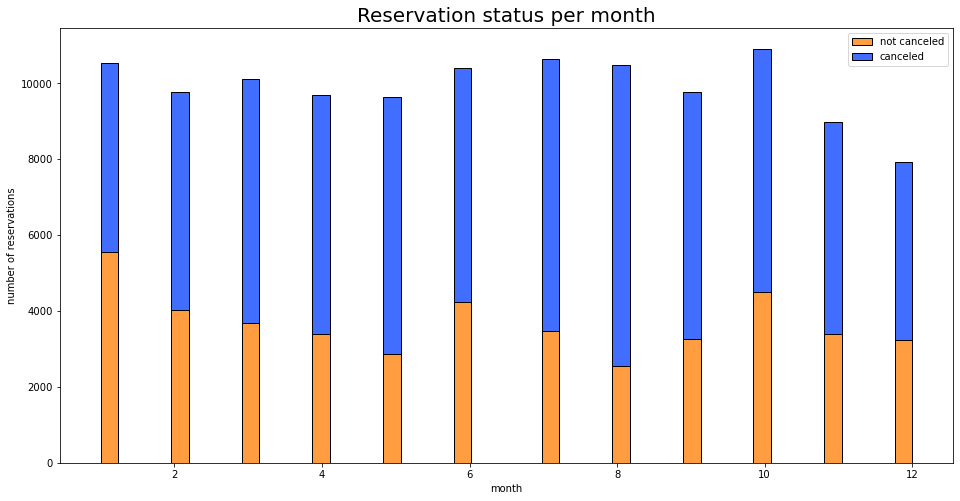 Reservation status per month
not canceled
canceled
number of reservations
10000
8000
6000
4000
2000
0
2 4 6 8 10 12
month